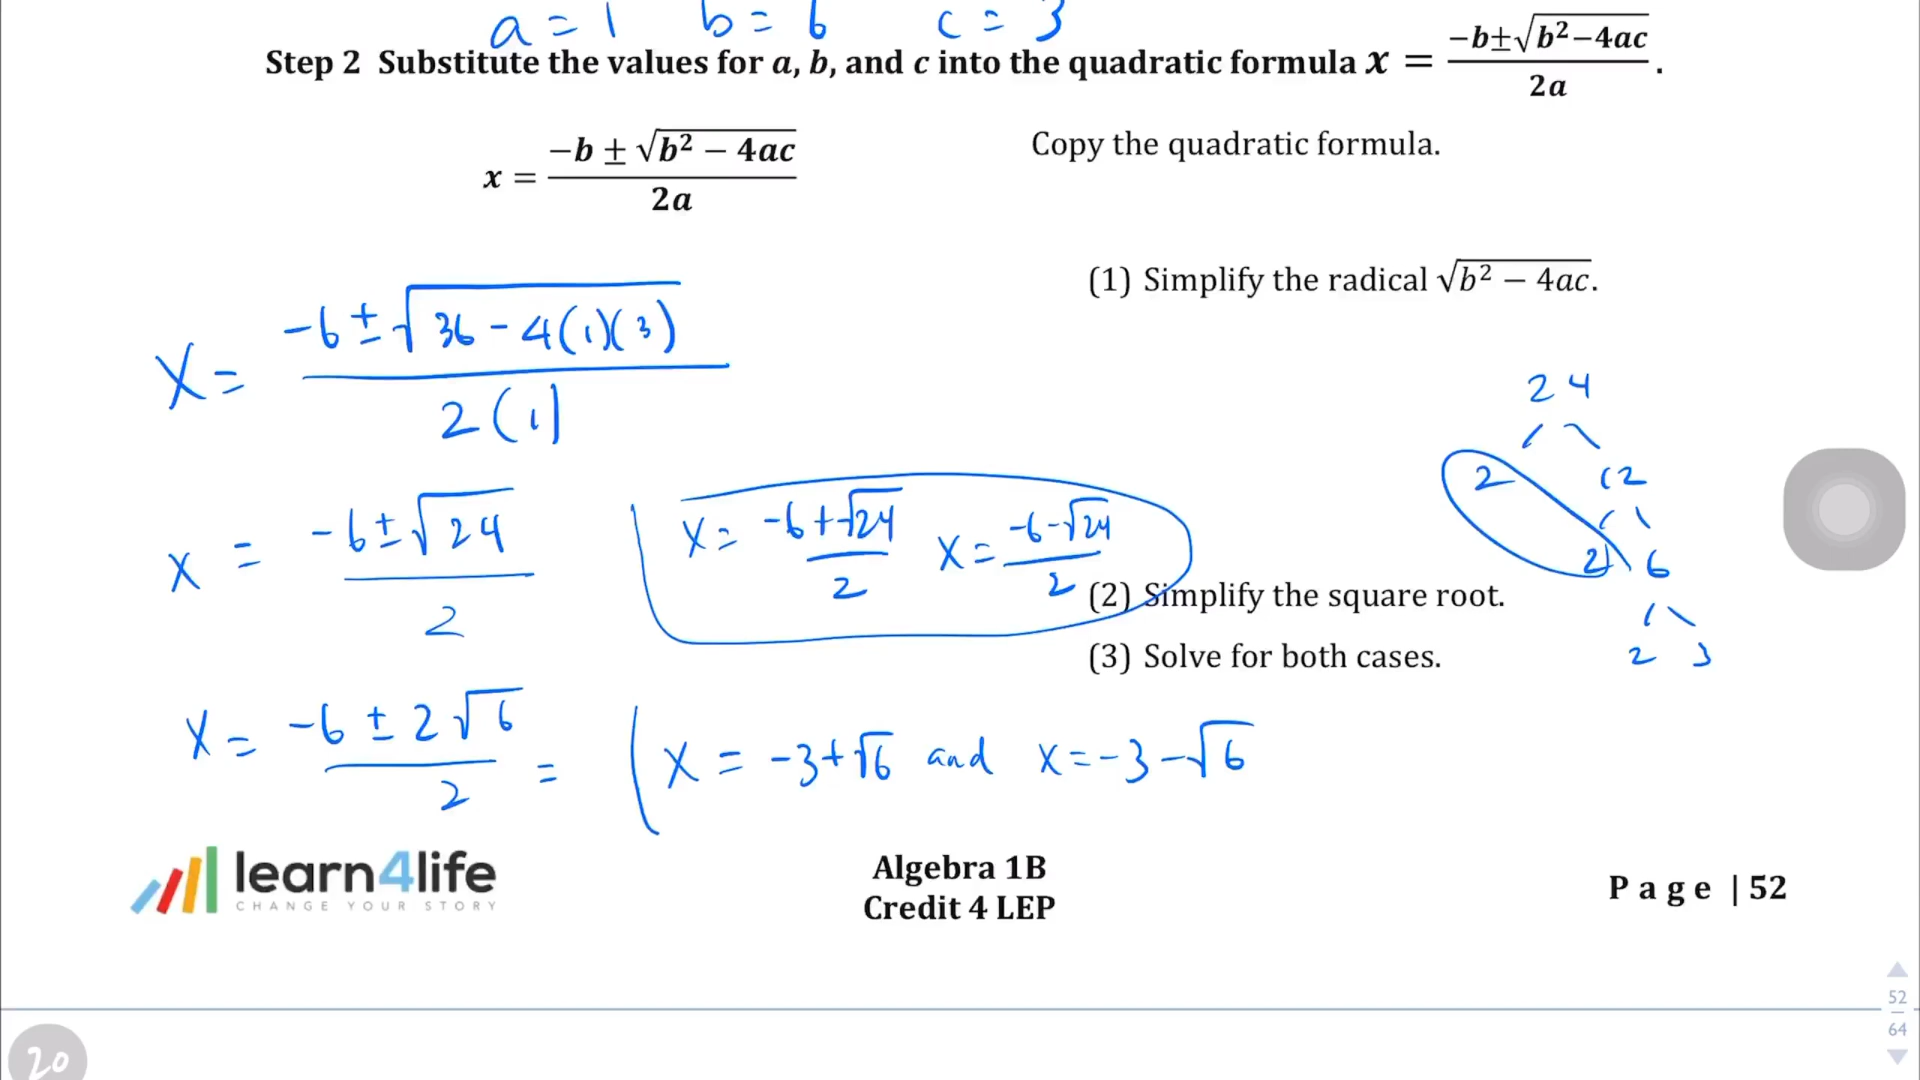 a = 1 b = 6 c = 3
Step 2 Substitute the values for a, b, and c into the quadratic formula x = (−b±√(b²−4ac))/(2a).
x = (−b ± √(b² − 4ac))/(2a)
Copy the quadratic formula.
(1) Simplify the radical √(b² − 4ac).
x = (-6 ± √(36 - 4(1)(3)))/(2(1))
24
2 12
2 6
2 3
x = (-6 ± √24)/2
x = (-6+√24)/2 x = (-6-√24)/2
(2) Simplify the square root.
(3) Solve for both cases.
x = (-6 ± 2√6)/2 =
x = -3+√6 and x = -3-√6
learn4life
CHANGE YOUR STORY
Algebra 1B
Credit 4 LEP
Page | 52
52
64
20